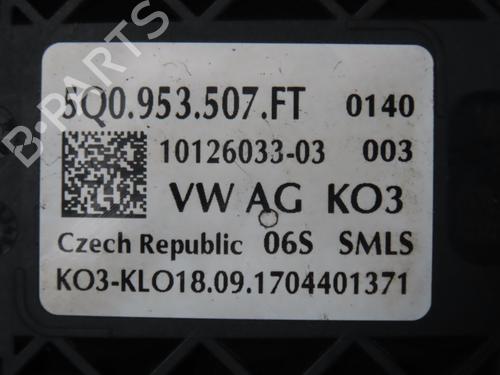 5Q0.953.507.FT 0140
10126033-03 003
VW AG KO3
Czech Republic 06S SMLS
KO3-KLO18.09.1704401371
B-PARTS